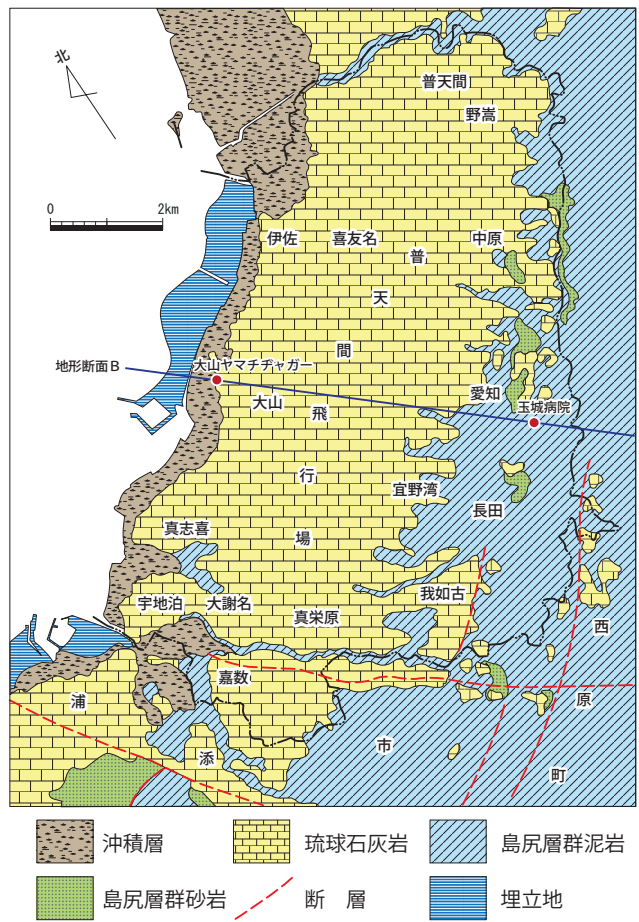 北
普天間
野嵩
0 2km
伊佐
喜友名
中原
普
天
間
飛
行
場
地形断面B
大山ヤマチヂャガー
大山
愛知
玉城病院
宜野湾
長田
真志喜
我如古
宇地泊
大謝名
真栄原
西
原
町
嘉数
浦
添
市
沖積層
琉球石灰岩
島尻層群泥岩
島尻層群砂岩
断 層
埋立地